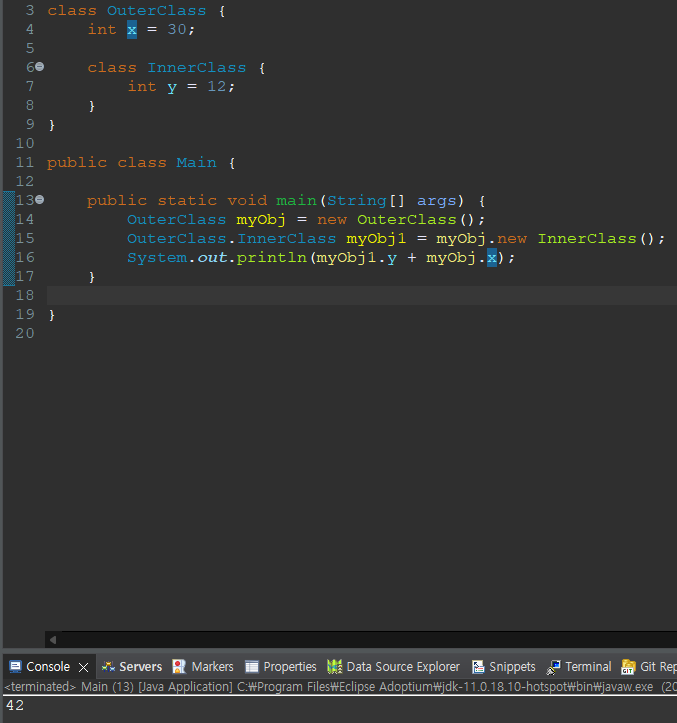 3 class OuterClass {
4     int x = 30;
5
6     class InnerClass {
7         int y = 12;
8     }
9 }
10
11 public class Main {
12
13     public static void main(String[] args) {
14         OuterClass myObj = new OuterClass();
15         OuterClass.InnerClass myObj1 = myObj.new InnerClass();
16         System.out.println(myObj1.y + myObj.x);
17     }
18
19 }
20
Console Servers Markers Properties Data Source Explorer Snippets Terminal Git Rep
<terminated> Main (13) [Java Application] C:₩Program Files₩Eclipse Adoptium₩jdk-11.0.18.10-hotspot₩bin₩javaw.exe (20
42